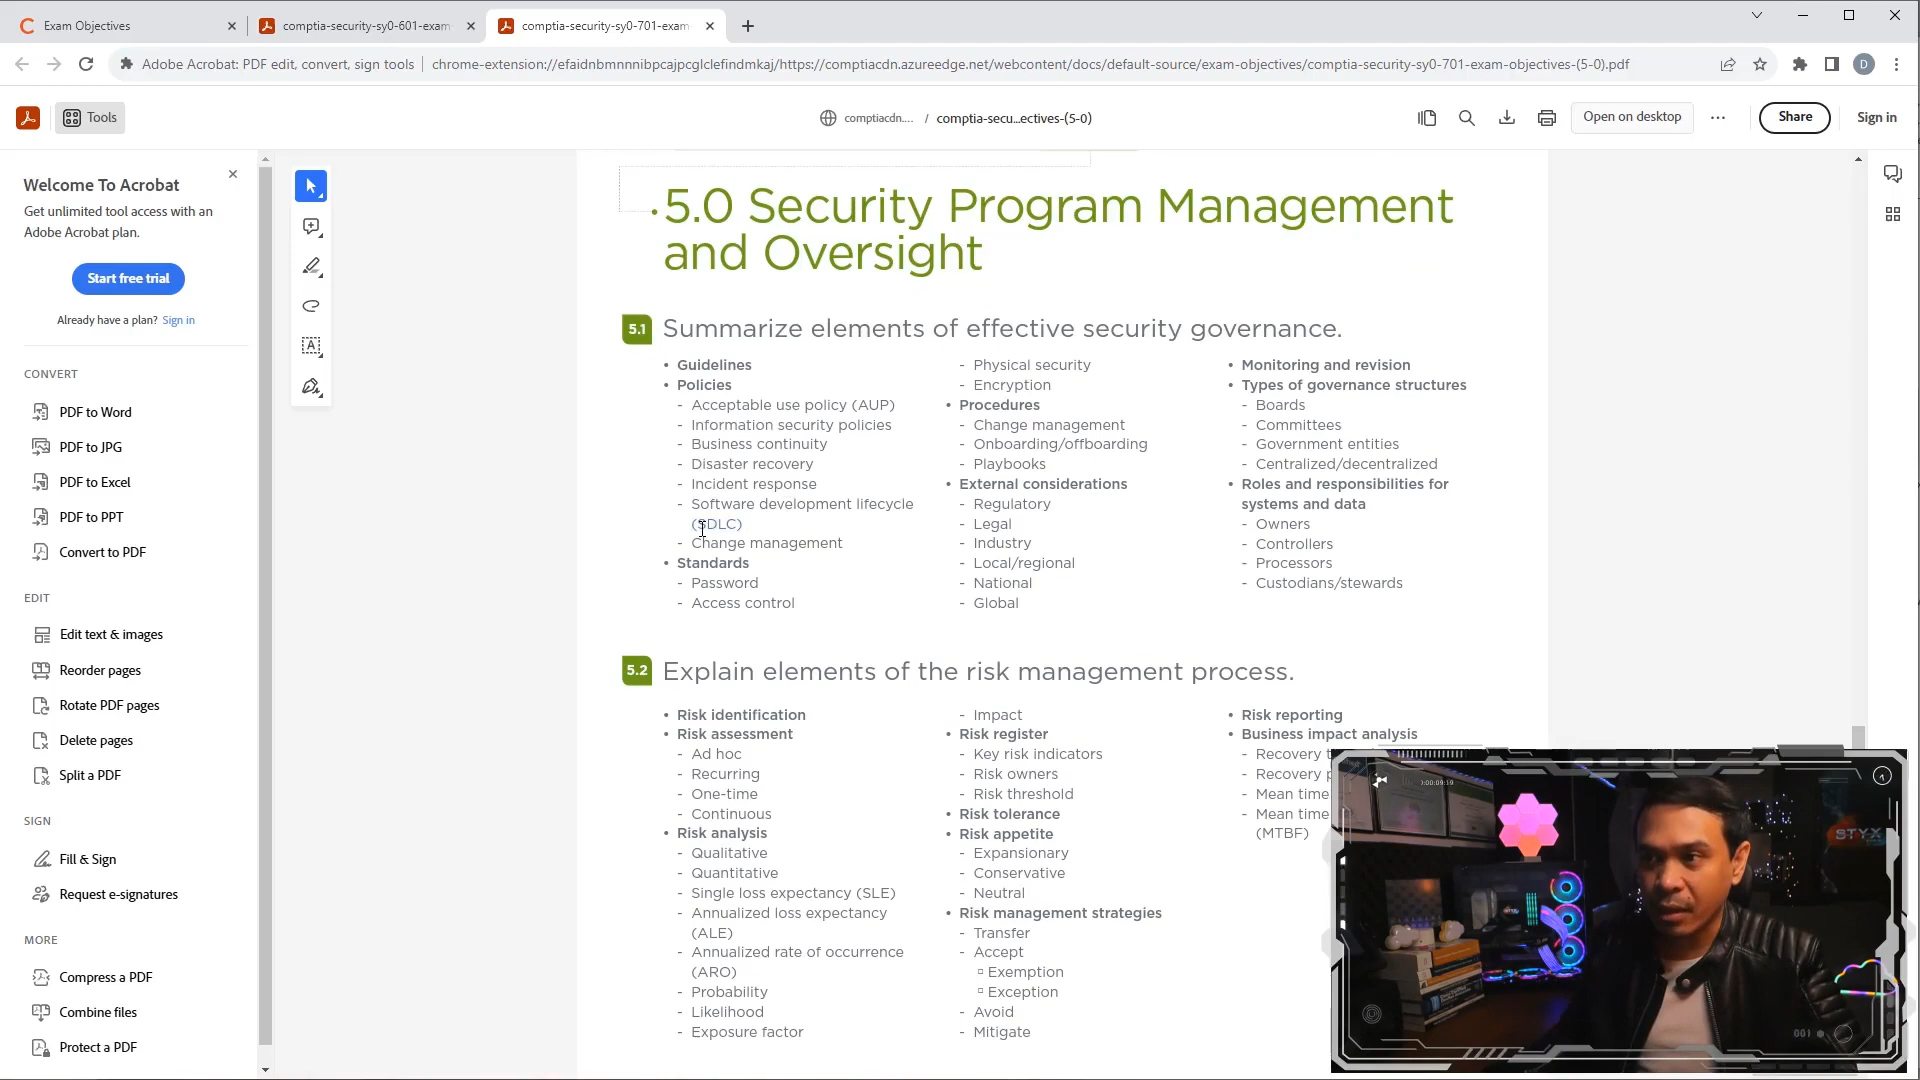 Exam Objectives
comptia-security-sy0-601-exam
comptia-security-sy0-701-exam
Adobe Acrobat: PDF edit, convert, sign tools
chrome-extension://efaidnbmnnnibpcajpcglclefindmkaj/https://comptiacdn.azureedge.net/webcontent/docs/default-source/exam-objectives/comptia-security-sy0-701-exam-objectives-(5-0).pdf
D
Tools
comptiacdn.... / comptia-secu...ectives-(5-0)
Open on desktop
Share
Sign in
Welcome To Acrobat
Get unlimited tool access with an
Adobe Acrobat plan.
Start free trial
Already have a plan? Sign in
CONVERT
PDF to Word
PDF to JPG
PDF to Excel
PDF to PPT
Convert to PDF
EDIT
Edit text & images
Reorder pages
Rotate PDF pages
Delete pages
Split a PDF
SIGN
Fill & Sign
Request e-signatures
MORE
Compress a PDF
Combine files
Protect a PDF
·5.0 Security Program Management
and Oversight
5.1 Summarize elements of effective security governance.
• Guidelines
• Policies
- Acceptable use policy (AUP)
- Information security policies
- Business continuity
- Disaster recovery
- Incident response
- Software development lifecycle
(SDLC)
- Change management
• Standards
- Password
- Access control
- Physical security
- Encryption
• Procedures
- Change management
- Onboarding/offboarding
- Playbooks
• External considerations
- Regulatory
- Legal
- Industry
- Local/regional
- National
- Global
• Monitoring and revision
• Types of governance structures
- Boards
- Committees
- Government entities
- Centralized/decentralized
• Roles and responsibilities for
systems and data
- Owners
- Controllers
- Processors
- Custodians/stewards
5.2 Explain elements of the risk management process.
• Risk identification
• Risk assessment
- Ad hoc
- Recurring
- One-time
- Continuous
• Risk analysis
- Qualitative
- Quantitative
- Single loss expectancy (SLE)
- Annualized loss expectancy
(ALE)
- Annualized rate of occurrence
(ARO)
- Probability
- Likelihood
- Exposure factor
- Impact
• Risk register
- Key risk indicators
- Risk owners
- Risk threshold
• Risk tolerance
• Risk appetite
- Expansionary
- Conservative
- Neutral
• Risk management strategies
- Transfer
- Accept
▫ Exemption
▫ Exception
- Avoid
- Mitigate
• Risk reporting
• Business impact analysis
- Recovery
- Recovery
- Mean time
- Mean time
(MTBF)
STYX
001